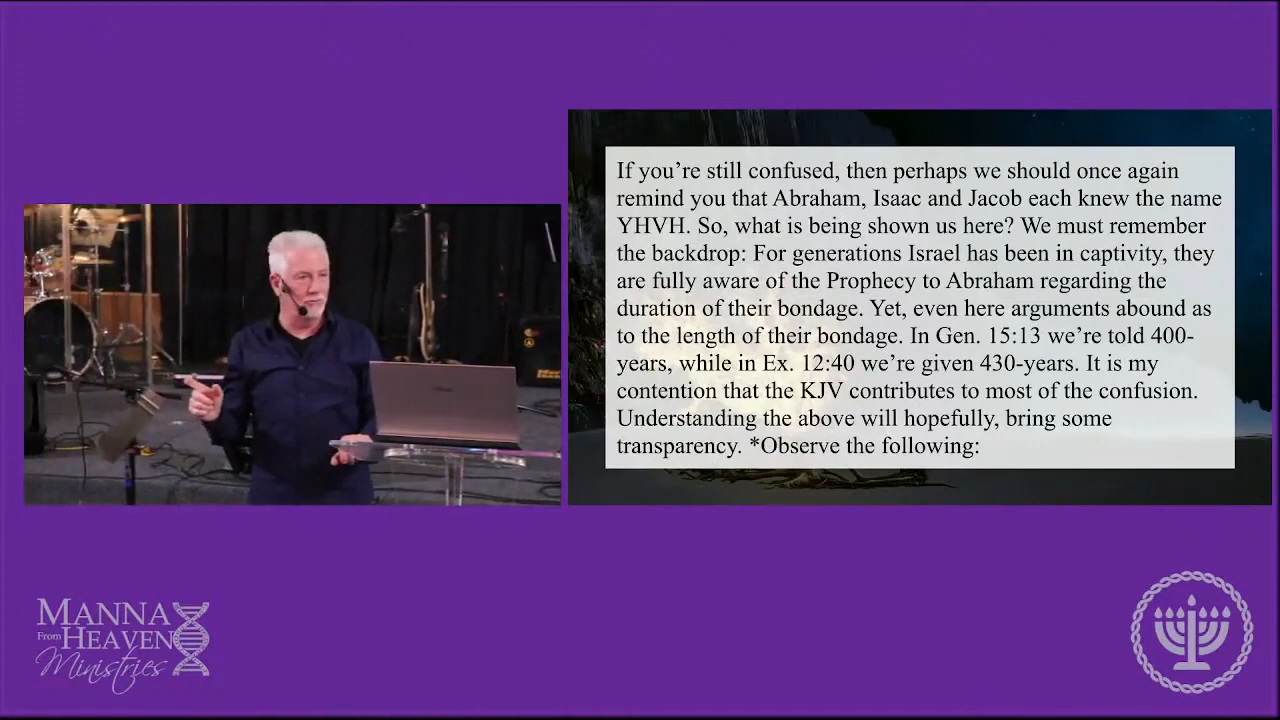 If you're still confused, then perhaps we should once again
remind you that Abraham, Isaac and Jacob each knew the name
YHVH. So, what is being shown us here? We must remember
the backdrop: For generations Israel has been in captivity, they
are fully aware of the Prophecy to Abraham regarding the
duration of their bondage. Yet, even here arguments abound as
to the length of their bondage. In Gen. 15:13 we're told 400-
years, while in Ex. 12:40 we're given 430-years. It is my
contention that the KJV contributes to most of the confusion.
Understanding the above will hopefully, bring some
transparency. *Observe the following:
MANNA
From HEAVEN
Ministries